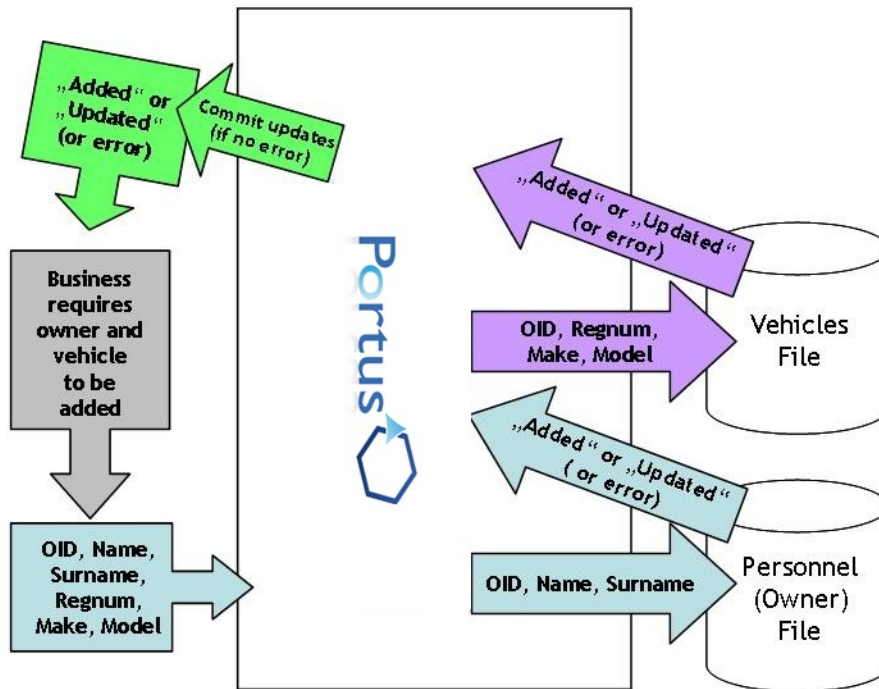 „Added“ or
„Updated“
(or error)
Commit updates
(if no error)
Business
requires
owner and
vehicle
to be
added
OID, Name,
Surname,
Regnum,
Make, Model
Portus
„Added“ or „Updated“
(or error)
OID, Regnum,
Make, Model
Vehicles
File
„Added“ or „Updated“
( or error)
OID, Name, Surname
Personnel
(Owner)
File